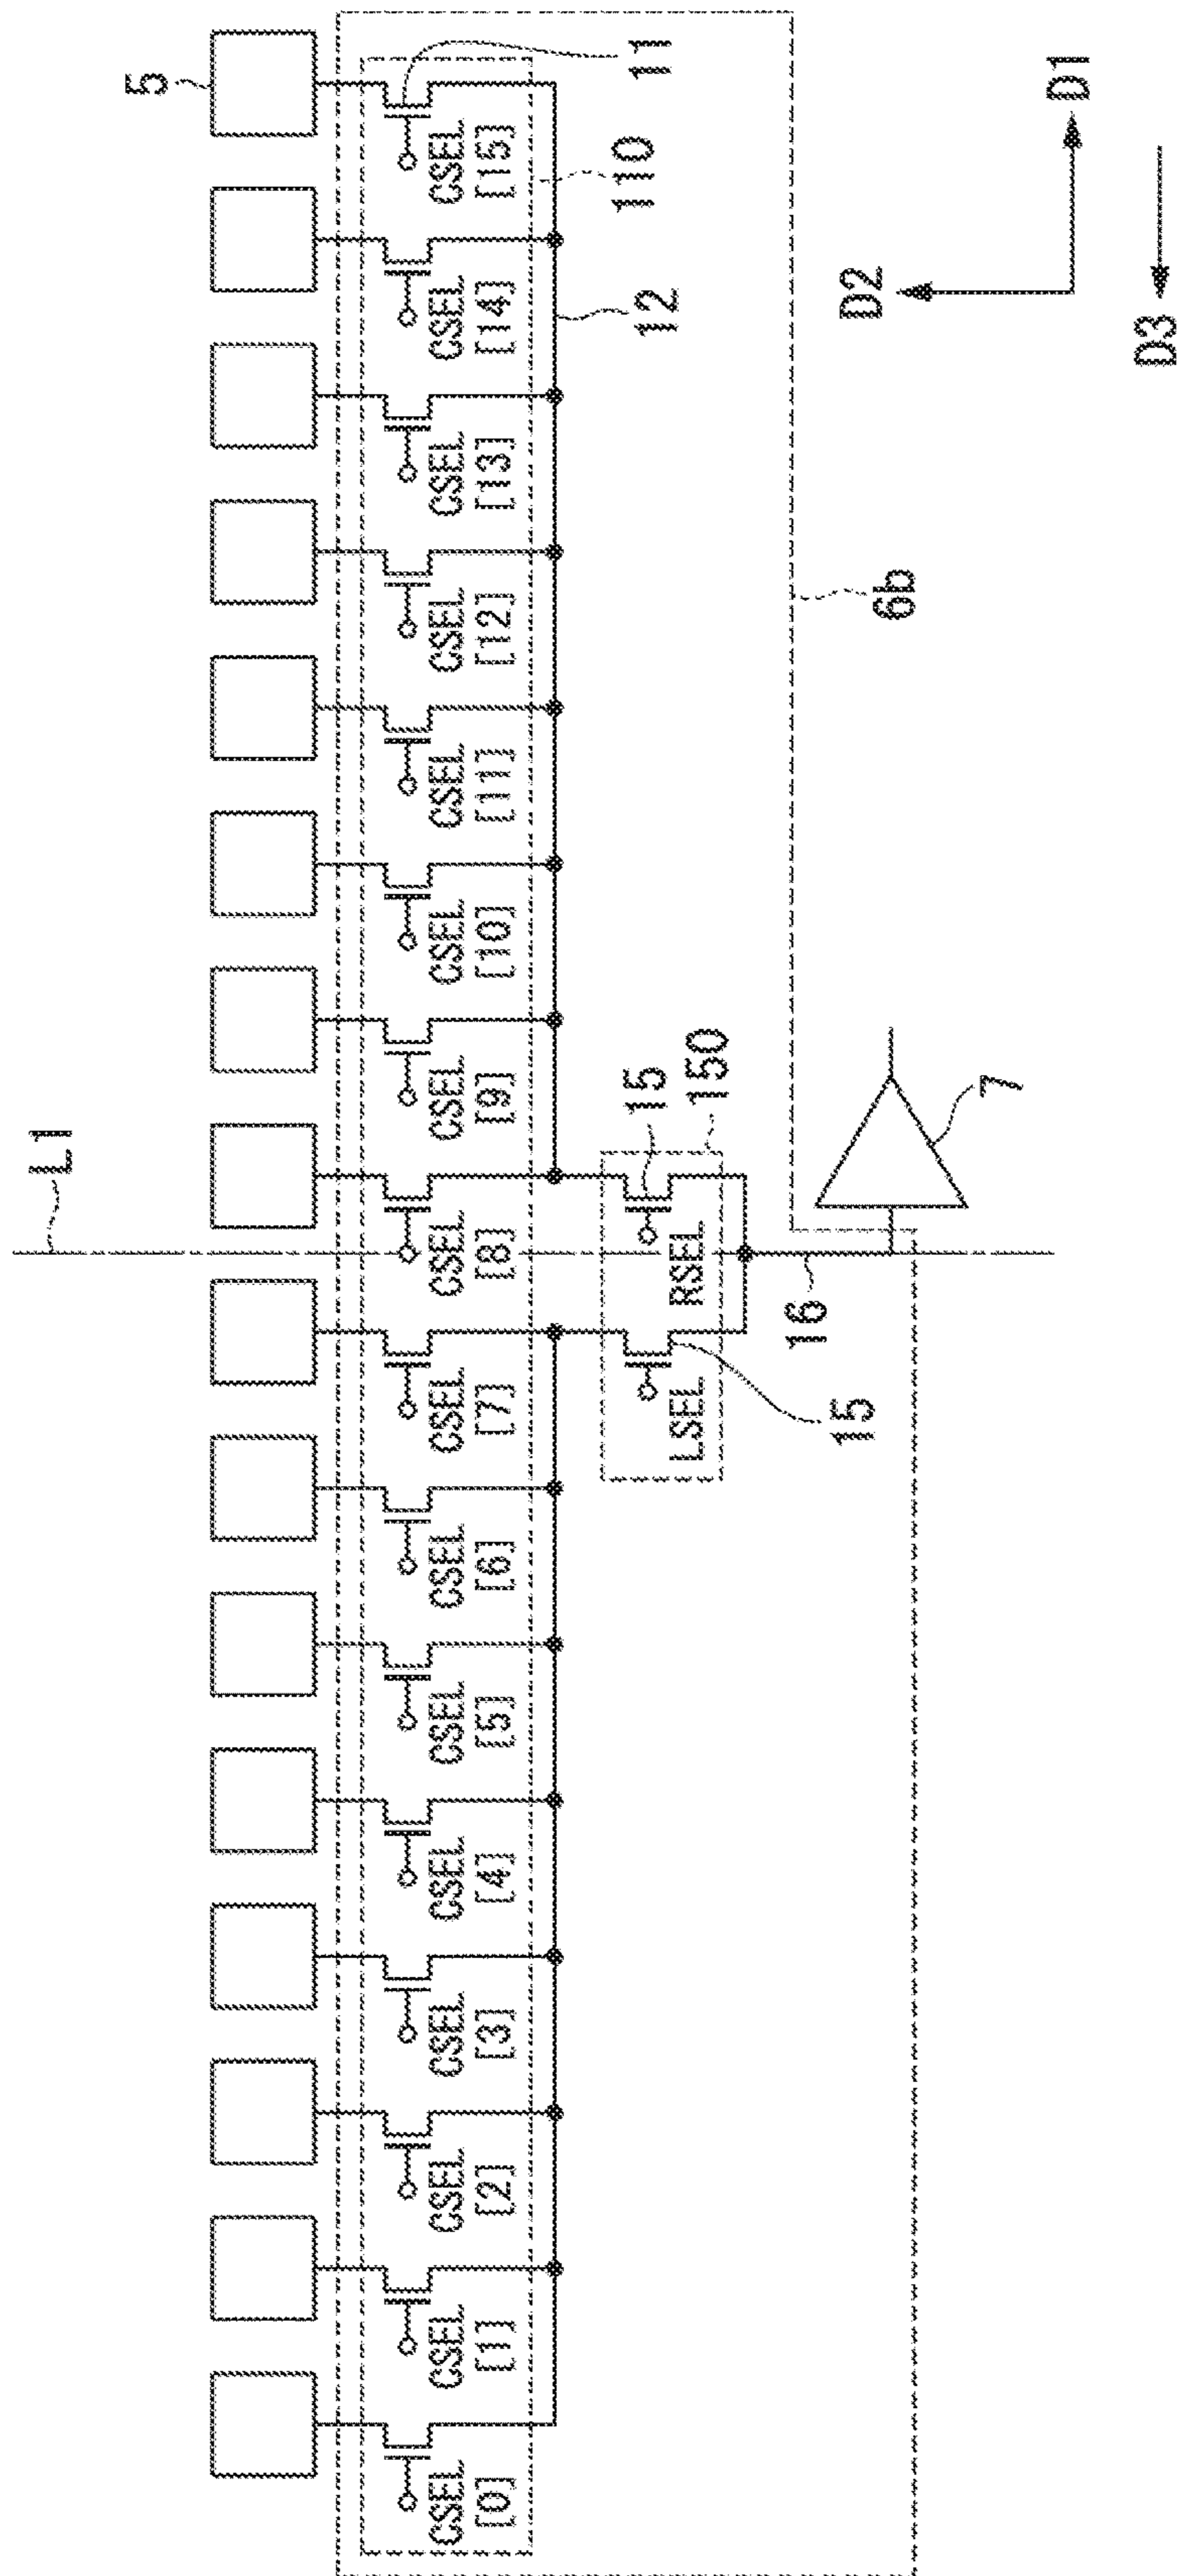 L1
5
CSEL
[0]
CSEL
[1]
CSEL
[2]
CSEL
[3]
CSEL
[4]
CSEL
[5]
CSEL
[6]
CSEL
[7]
CSEL
[8]
CSEL
[9]
CSEL
[10]
CSEL
[11]
CSEL
[12]
CSEL
[13]
CSEL
[14]
CSEL
[15]
11
110
12
15
150
LSEL
RSEL
16
15
6b
7
D2
D1
D3